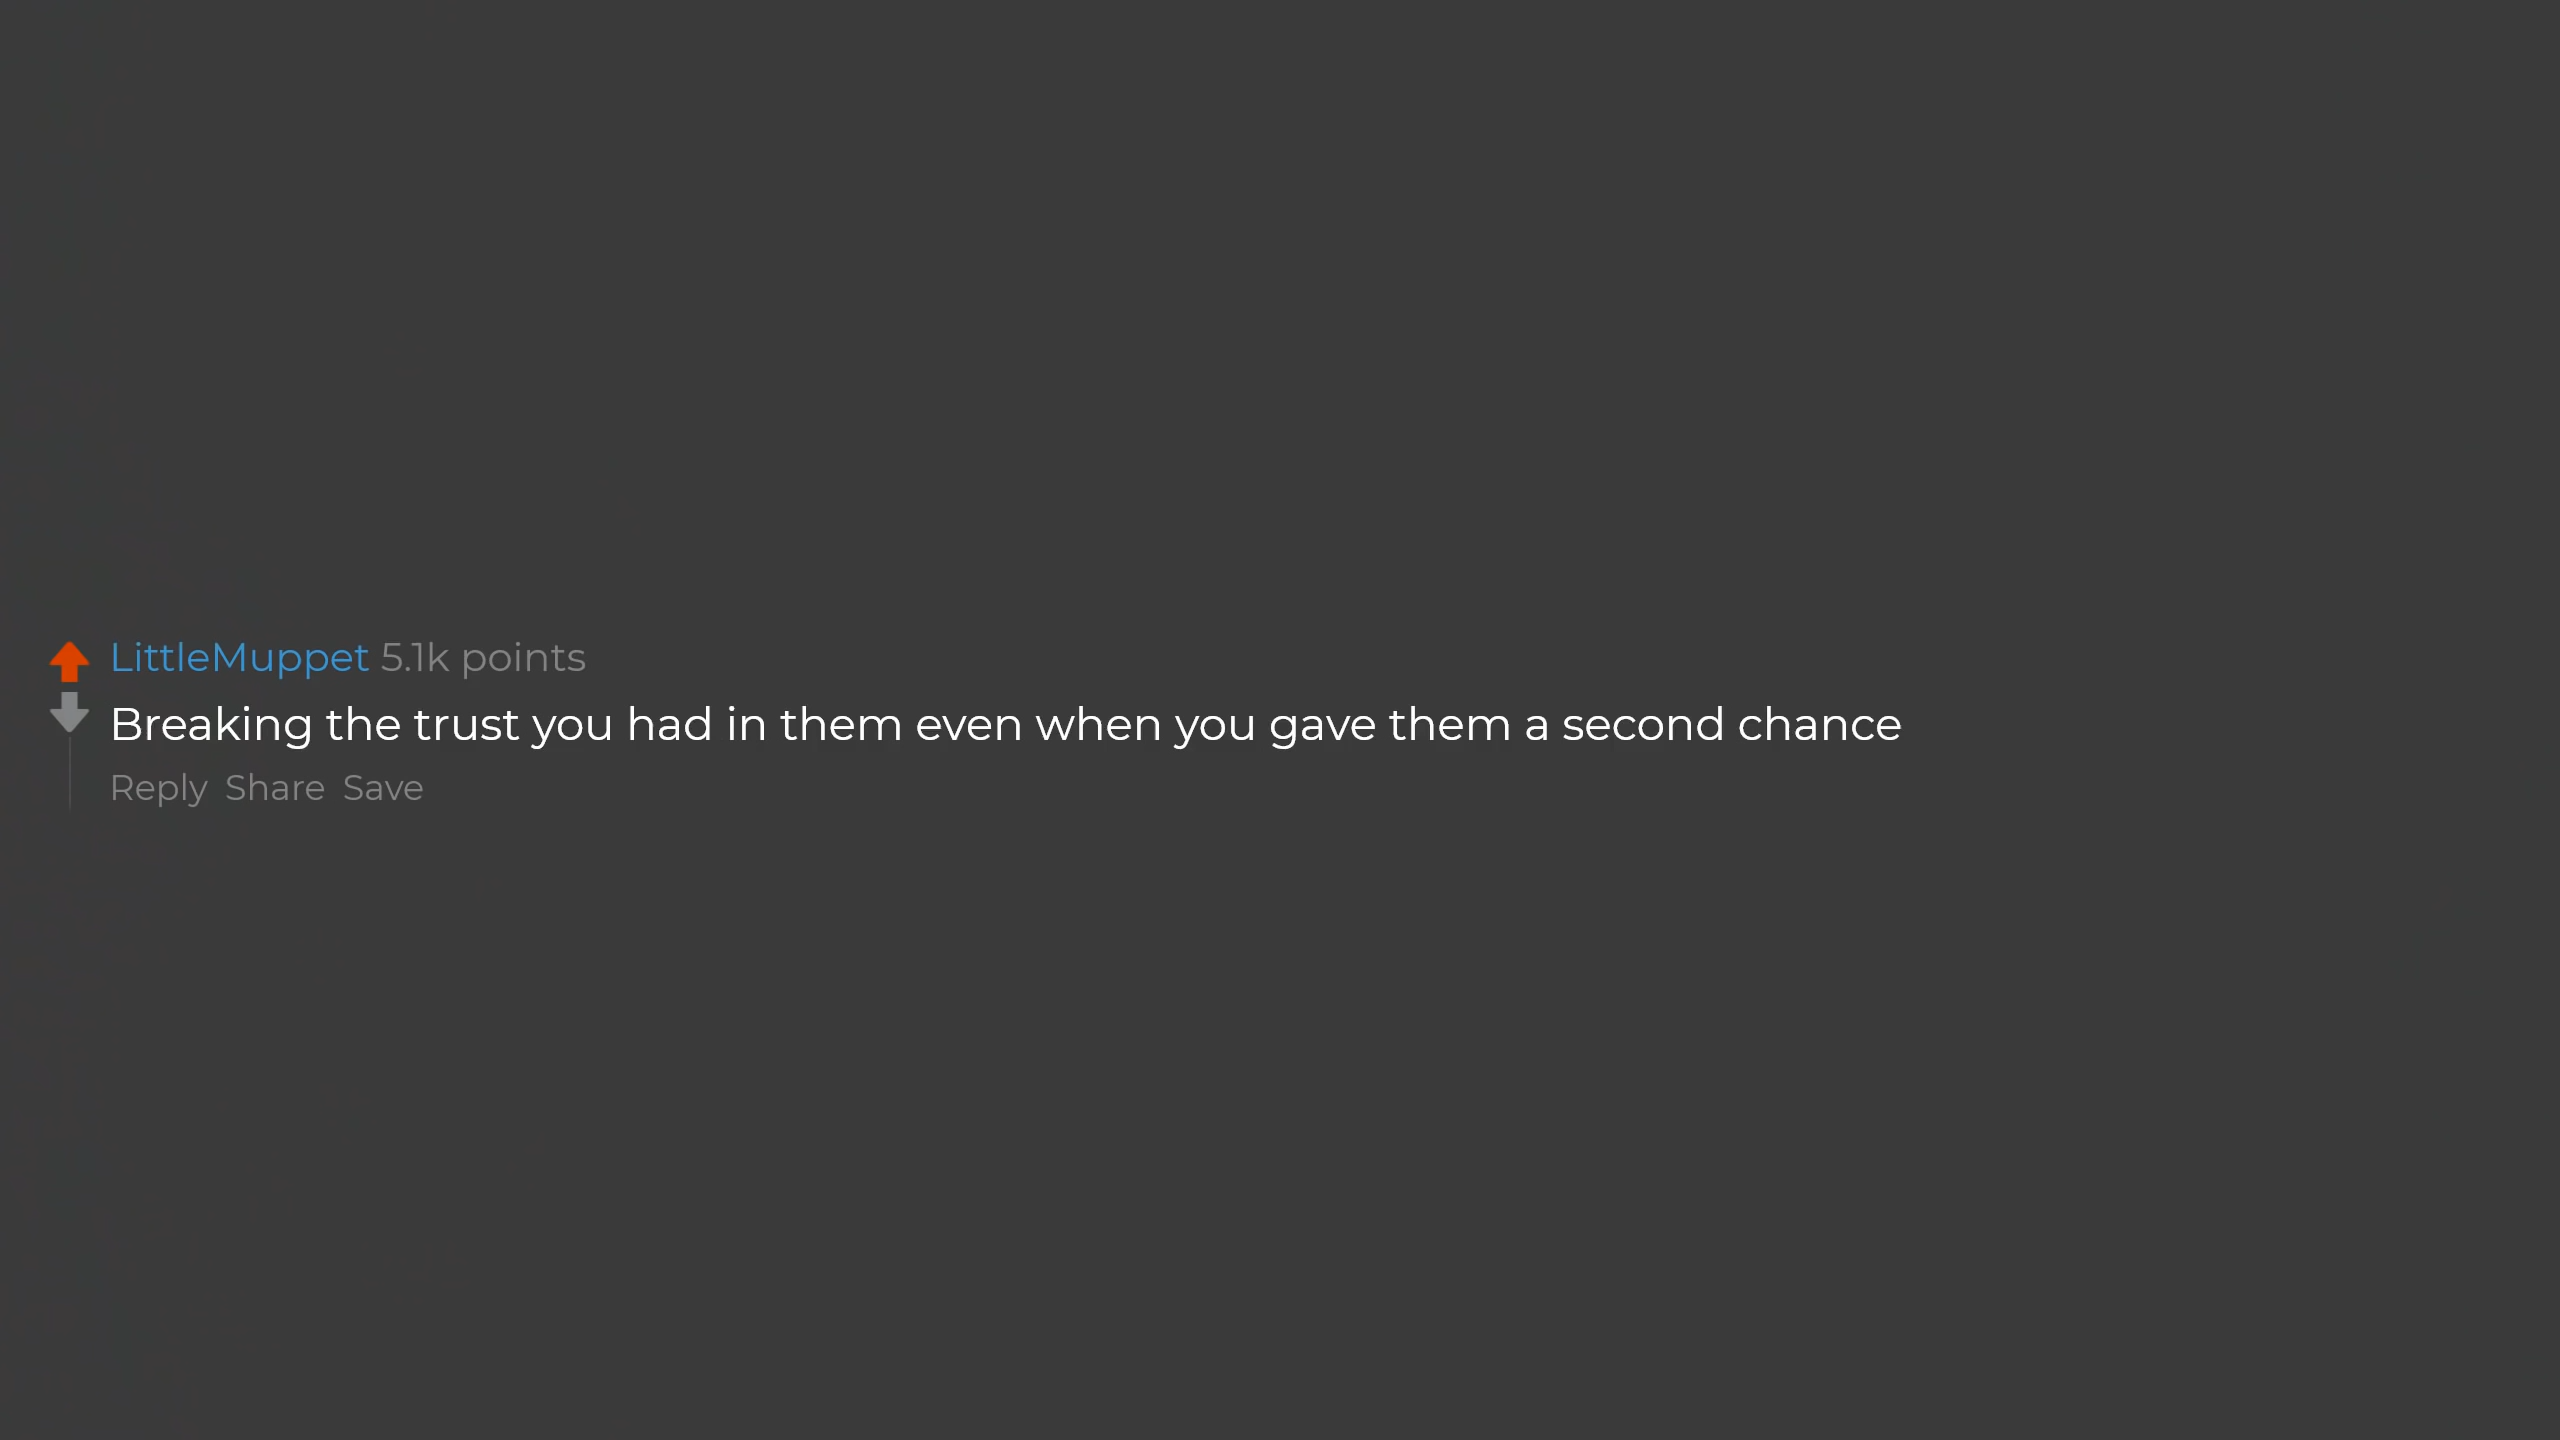 LittleMuppet 5.1k points
Breaking the trust you had in them even when you gave them a second chance
Reply Share Save